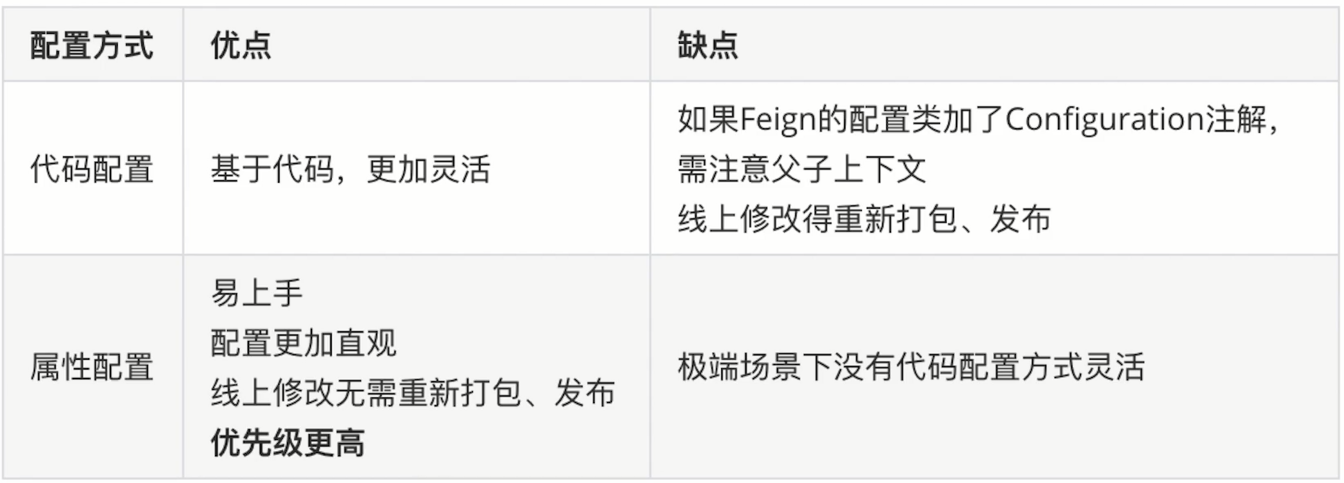 配置方式 优点 缺点
代码配置 基于代码，更加灵活 如果Feign的配置类加了Configuration注解，
需注意父子上下文
线上修改得重新打包、发布
属性配置 易上手
配置更加直观
线上修改无需重新打包、发布
优先级更高
极端场景下没有代码配置方式灵活